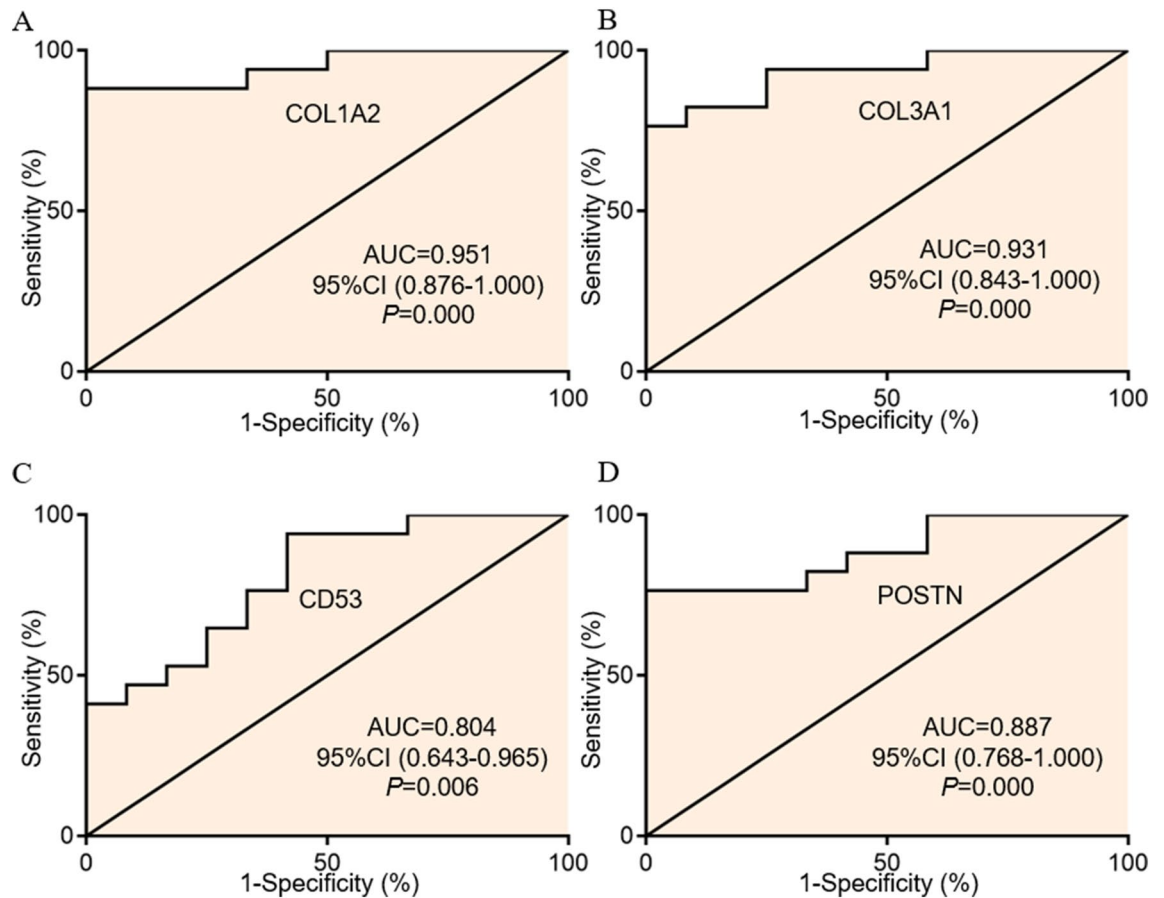 A
100
50
0
Sensitivity (%)
COL1A2
AUC=0.951
95%CI (0.876-1.000)
P=0.000
0 50 100
1-Specificity (%)
B
100
50
0
Sensitivity (%)
COL3A1
AUC=0.931
95%CI (0.843-1.000)
P=0.000
0 50 100
1-Specificity (%)
C
100
50
0
Sensitivity (%)
CD53
AUC=0.804
95%CI (0.643-0.965)
P=0.006
0 50 100
1-Specificity (%)
D
100
50
0
Sensitivity (%)
POSTN
AUC=0.887
95%CI (0.768-1.000)
P=0.000
0 50 100
1-Specificity (%)